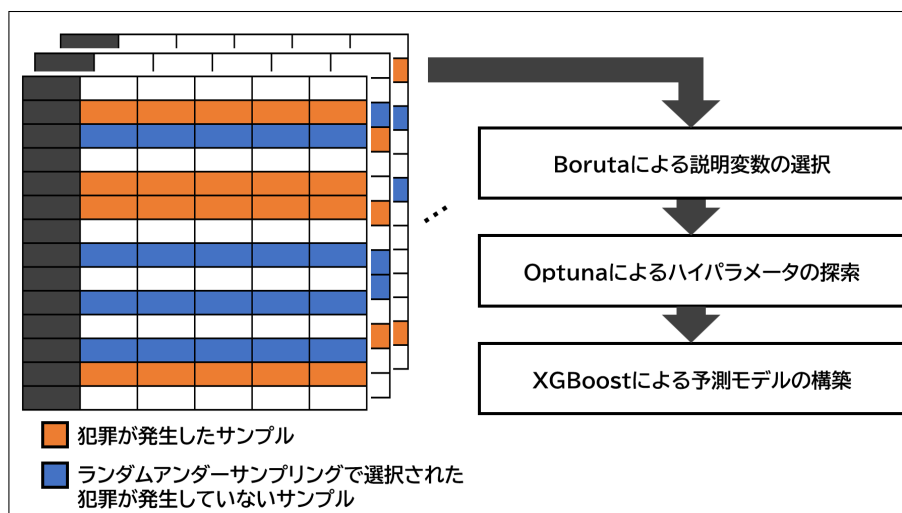 Borutaによる説明変数の選択
Optunaによるハイパラメータの探索
XGBoostによる予測モデルの構築
犯罪が発生したサンプル
ランダムアンダーサンプリングで選択された
犯罪が発生していないサンプル